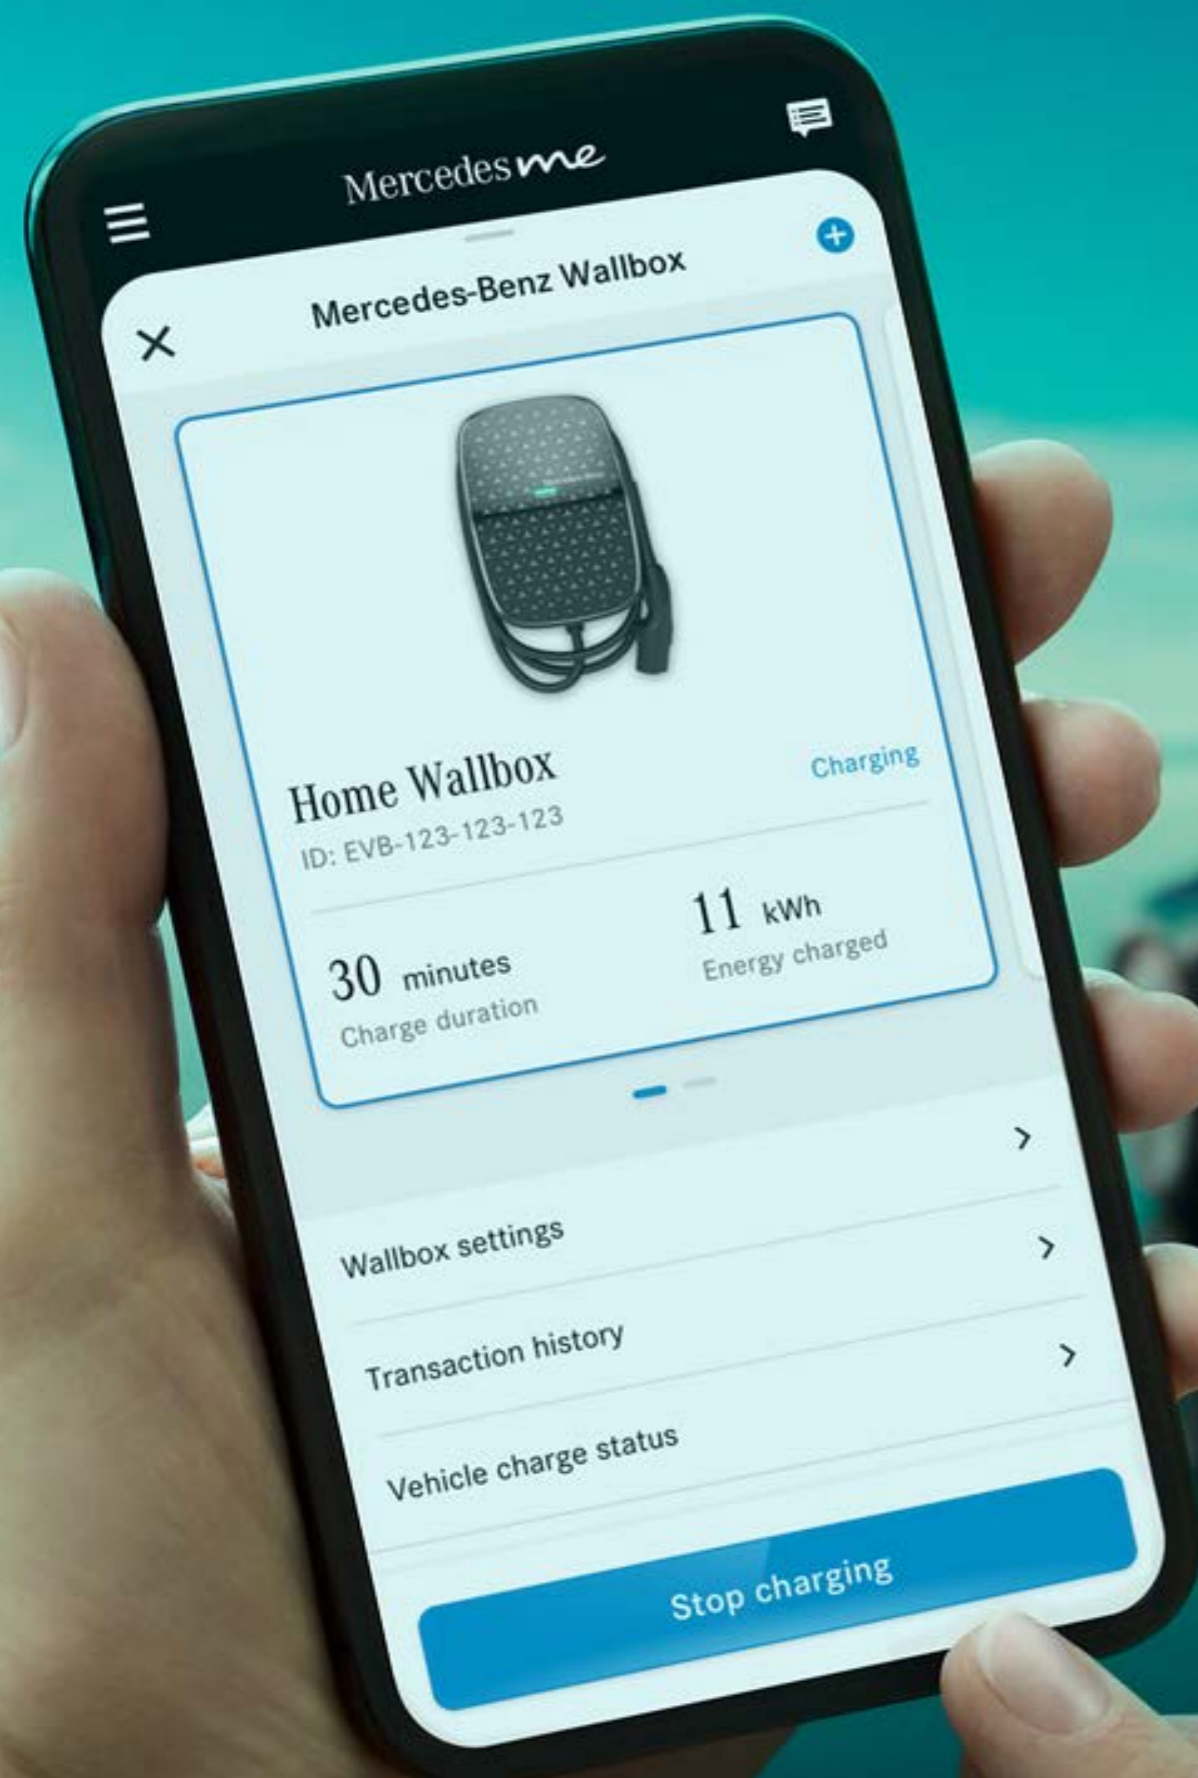 Mercedes me
Mercedes-Benz Wallbox
Home Wallbox
Charging
ID: EVB-123-123-123
30 minutes
Charge duration
11 kWh
Energy charged
Wallbox settings
Transaction history
Vehicle charge status
Stop charging